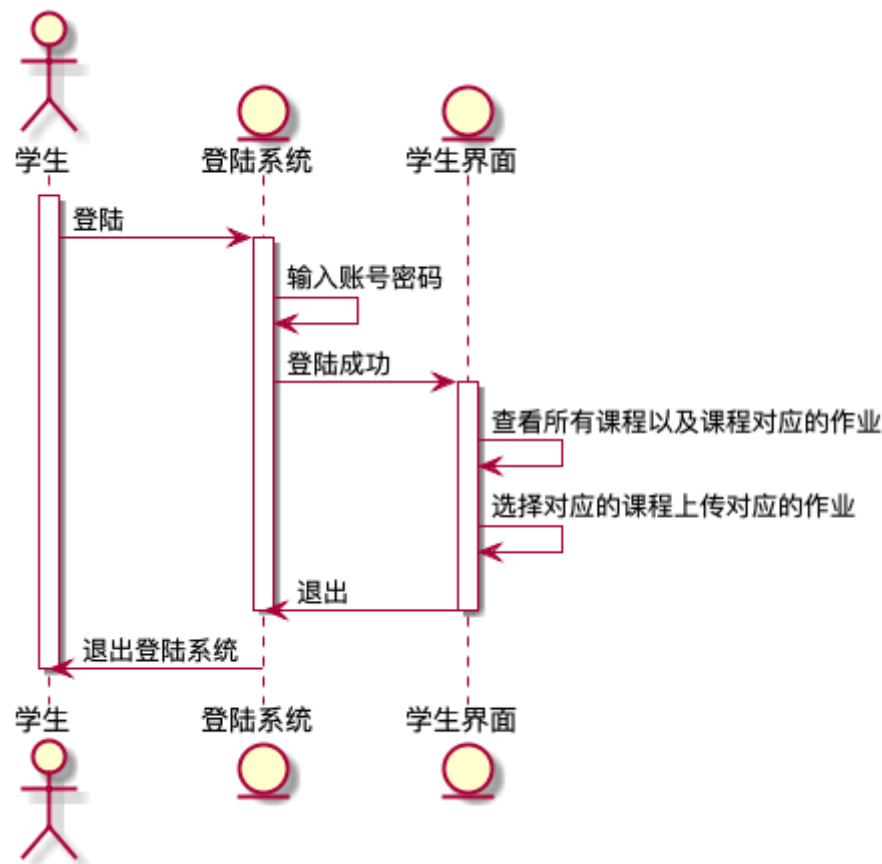 学生
登陆系统
学生界面
登陆
输入账号密码
登陆成功
查看所有课程以及课程对应的作业
选择对应的课程上传对应的作业
退出
退出登陆系统
学生
登陆系统
学生界面